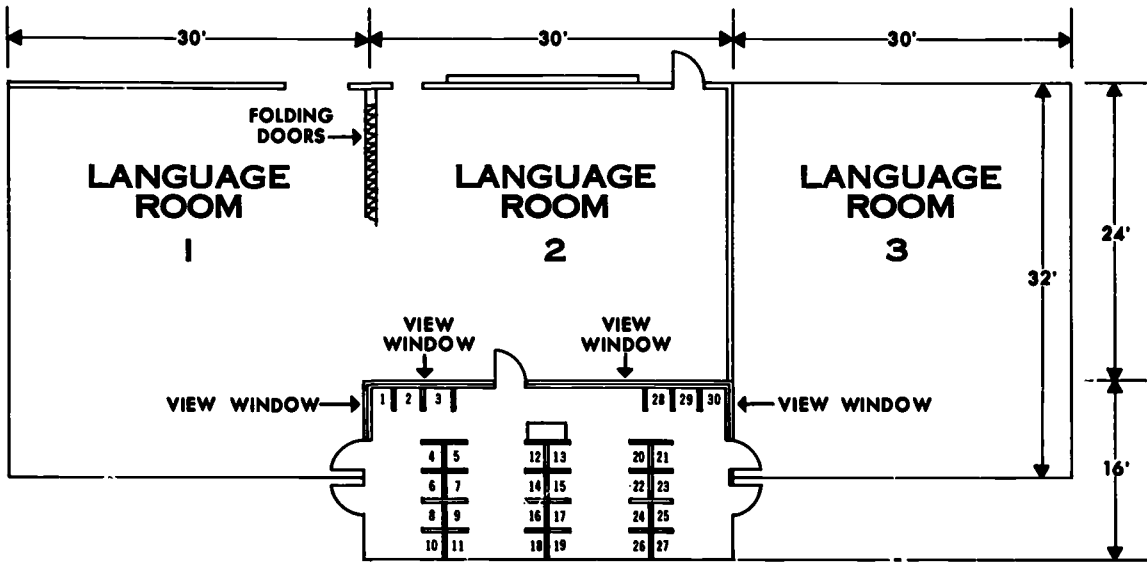 30' 30' 30'
FOLDING
DOORS
LANGUAGE
ROOM
1
LANGUAGE
ROOM
2
LANGUAGE
ROOM
3
24'
32'
VIEW
WINDOW
VIEW
WINDOW
VIEW WINDOW
1 2 3
28 29 30
VIEW WINDOW
4 5 12 13 20 21
6 7 14 15 22 23
16'
8 9 16 17 24 25
10 11 18 19 26 27